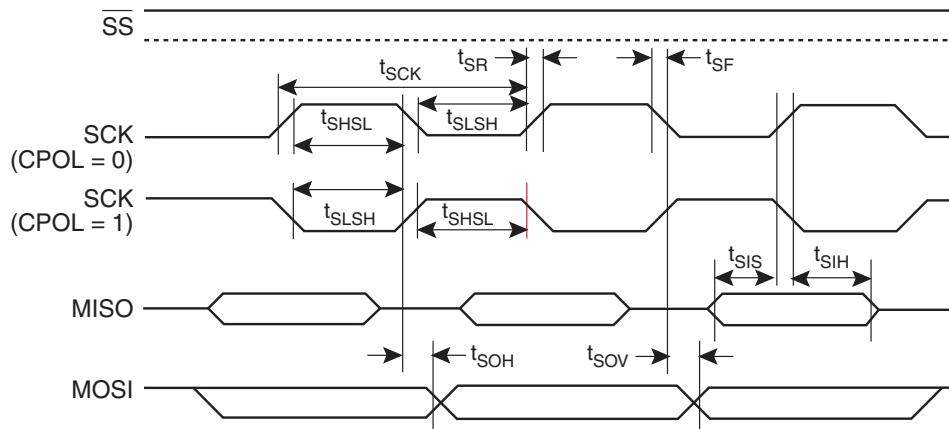 SS
tSCK
tSR
tSF
SCK
(CPOL = 0)
tSHSL
tSLSH
SCK
(CPOL = 1)
tSLSH
tSHSL
tSIS
tSIH
MISO
tSOH
tSOV
MOSI